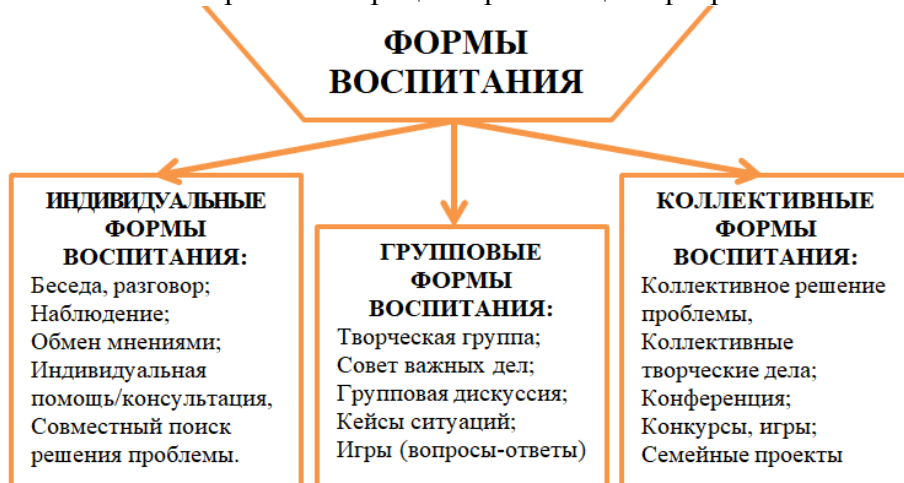 ФОРМЫ
ВОСПИТАНИЯ
ИНДИВИДУАЛЬНЫЕ
ФОРМЫ
ВОСПИТАНИЯ:
Беседа, разговор;
Наблюдение;
Обмен мнениями;
Индивидуальная
помощь/консультация,
Совместный поиск
решения проблемы.
ГРУППОВЫЕ
ФОРМЫ
ВОСПИТАНИЯ:
Творческая группа;
Совет важных дел;
Групповая дискуссия;
Кейсы ситуаций;
Игры (вопросы-ответы)
КОЛЛЕКТИВНЫЕ
ФОРМЫ
ВОСПИТАНИЯ:
Коллективное решение
проблемы,
Коллективные
творческие дела;
Конференция;
Конкурсы, игры;
Семейные проекты